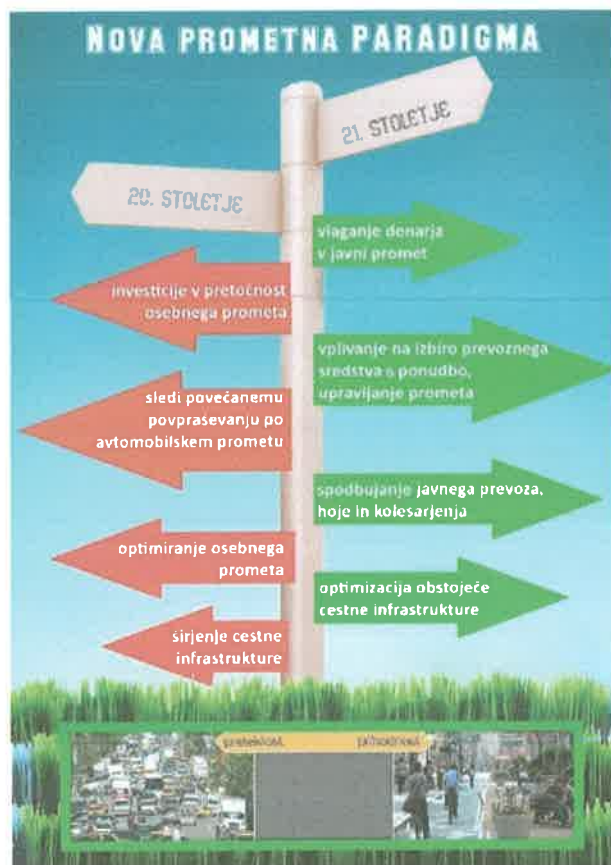 NOVA PROMETNA PARADIGMA
21. STOLETJE
20. STOLETJE
vlaganje denarja
v javni promet
investicije v pretočnost
osebnega prometa
vplivanje na izbiro prevoznega
sredstva s ponudbo,
upravljanje prometa
sledi povečanemu
povpraševanju po
avtomobilskem prometu
spodbujanje javnega prevoza,
hoje in kolesarjenja
optimiranje osebnega
prometa
optimizacija obstoječe
cestne infrastrukture
širjenje cestne
infrastrukture
preteklost
prihodnost